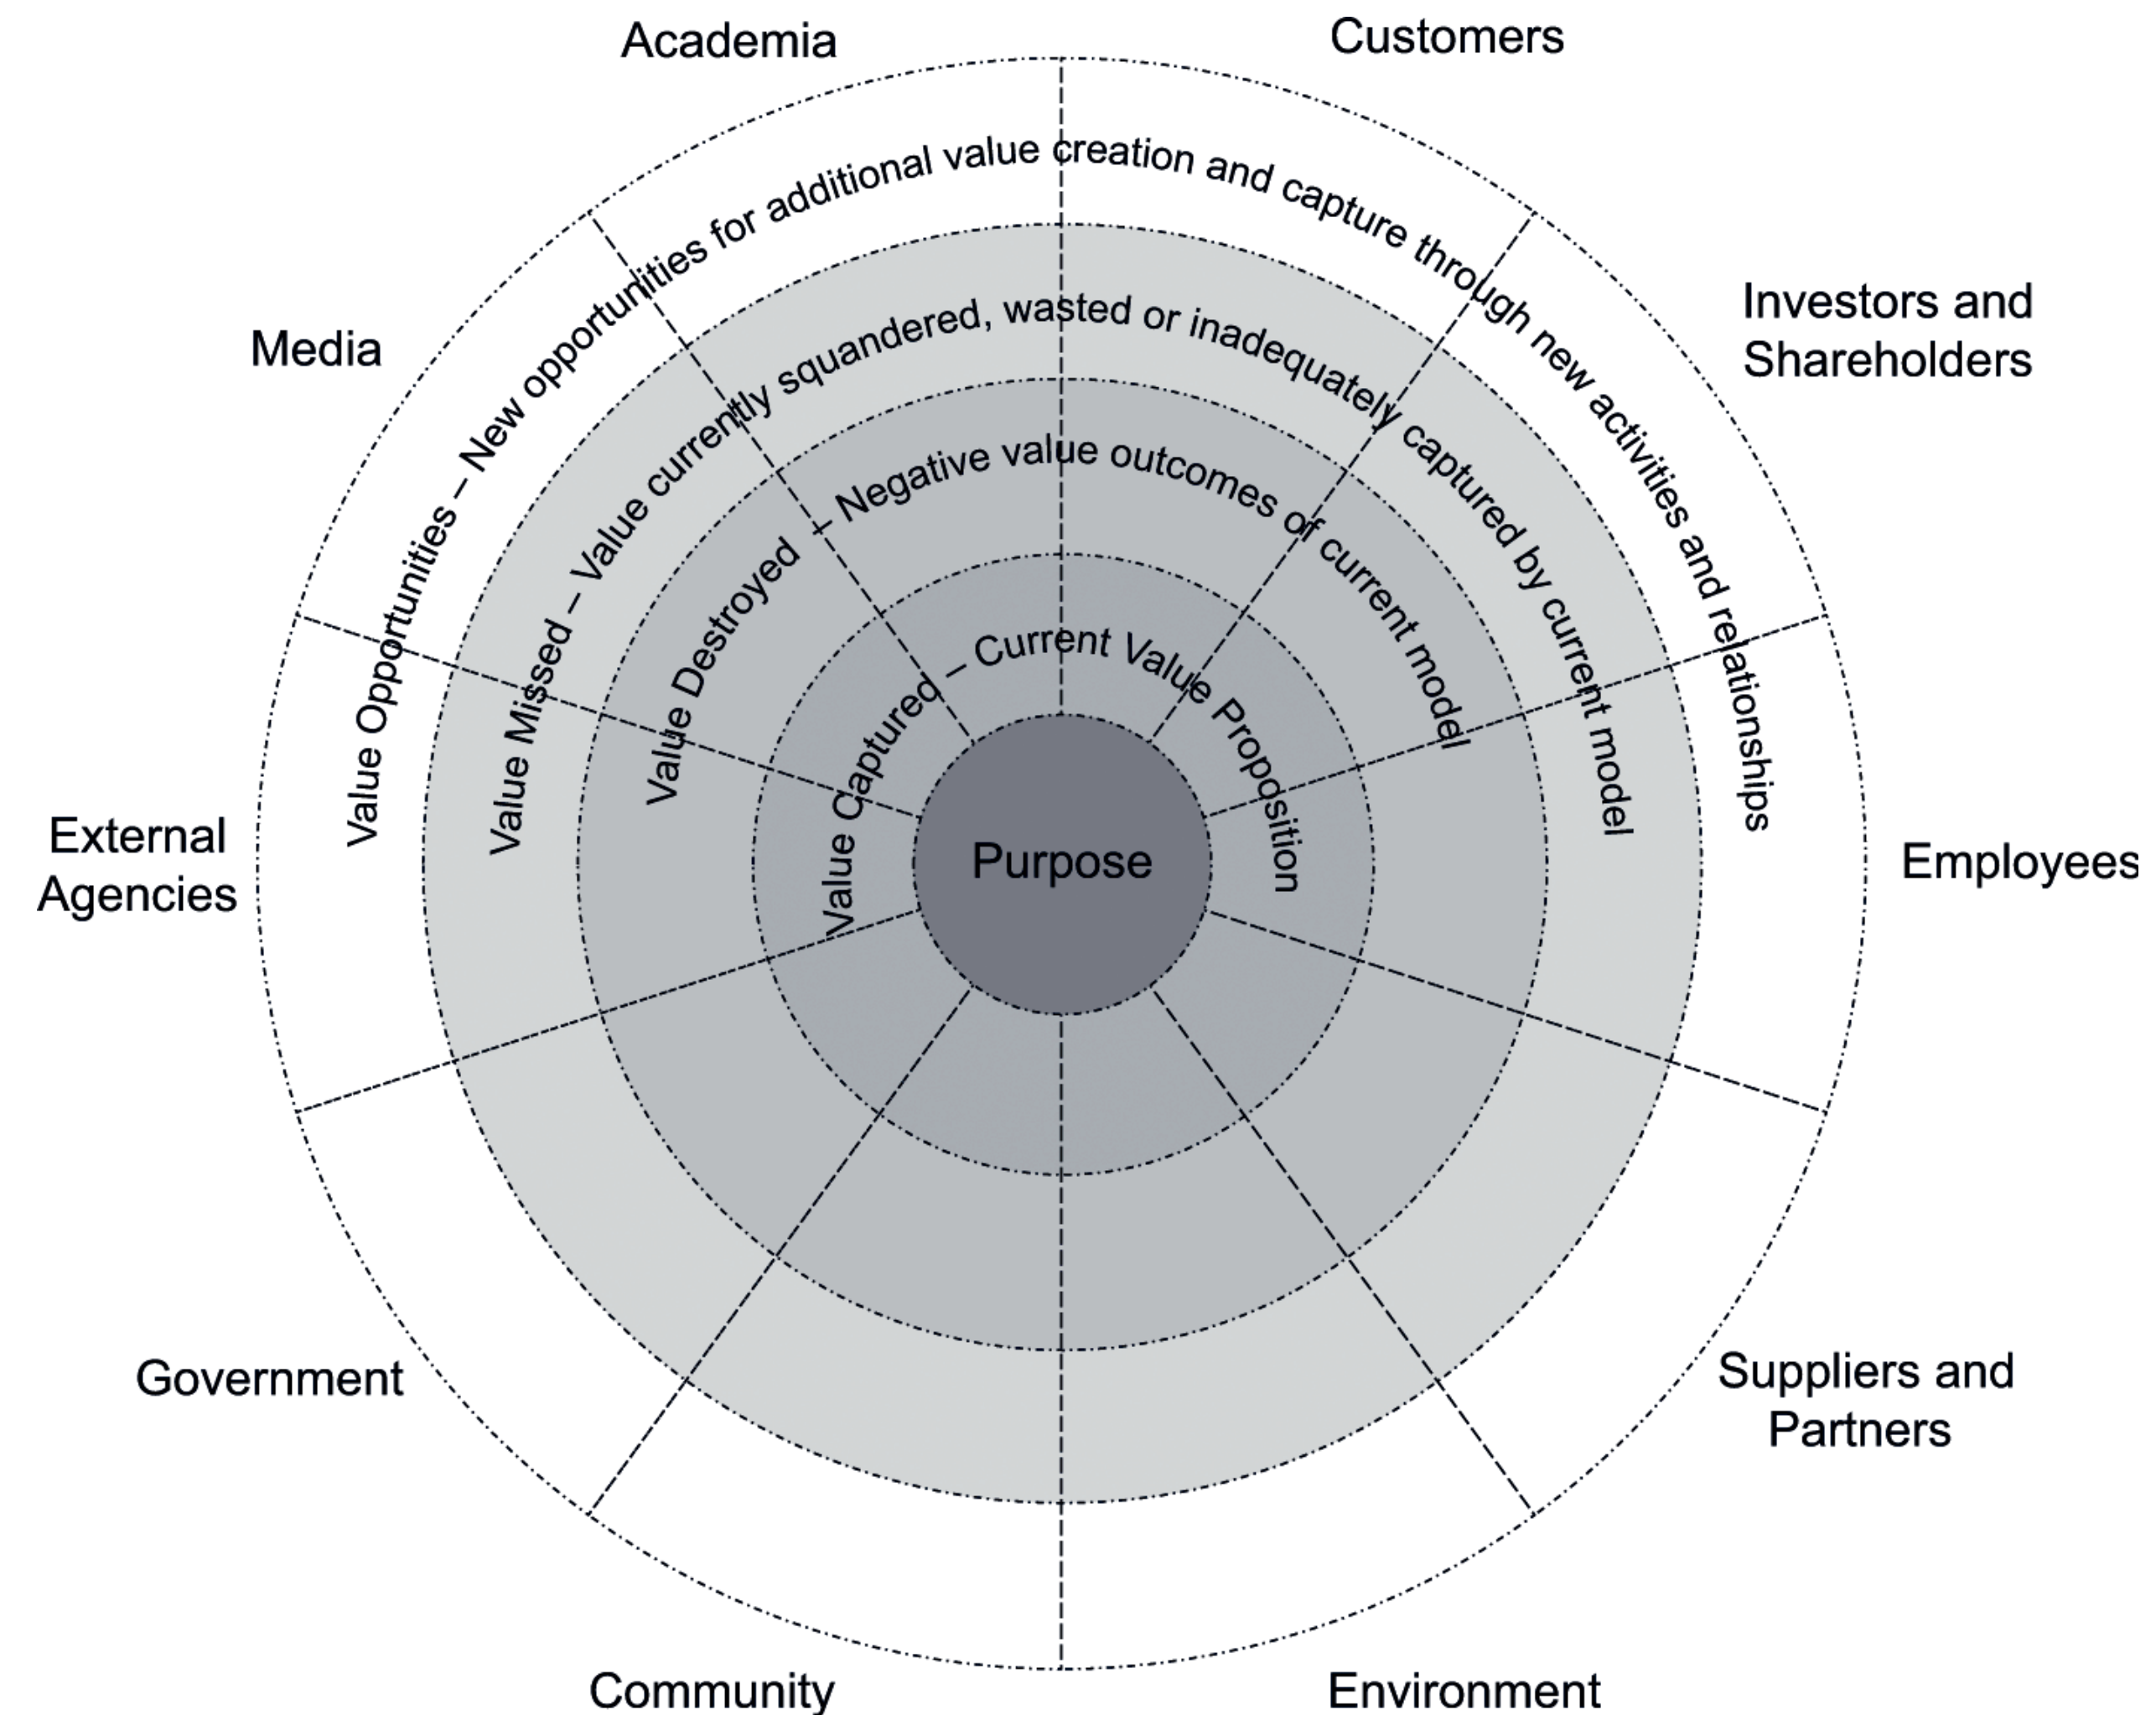 Academia
Customers
Media
Investors and
Shareholders
External
Agencies
Employees
Government
Suppliers and
Partners
Community
Environment
Value Opportunities – New opportunities for additional value creation and capture through new activities and relationships
Value Missed – Value currently squandered, wasted or inadequately captured by current model
Value Destroyed – Negative value outcomes of current model
Value Captured – Current Value Proposition
Purpose